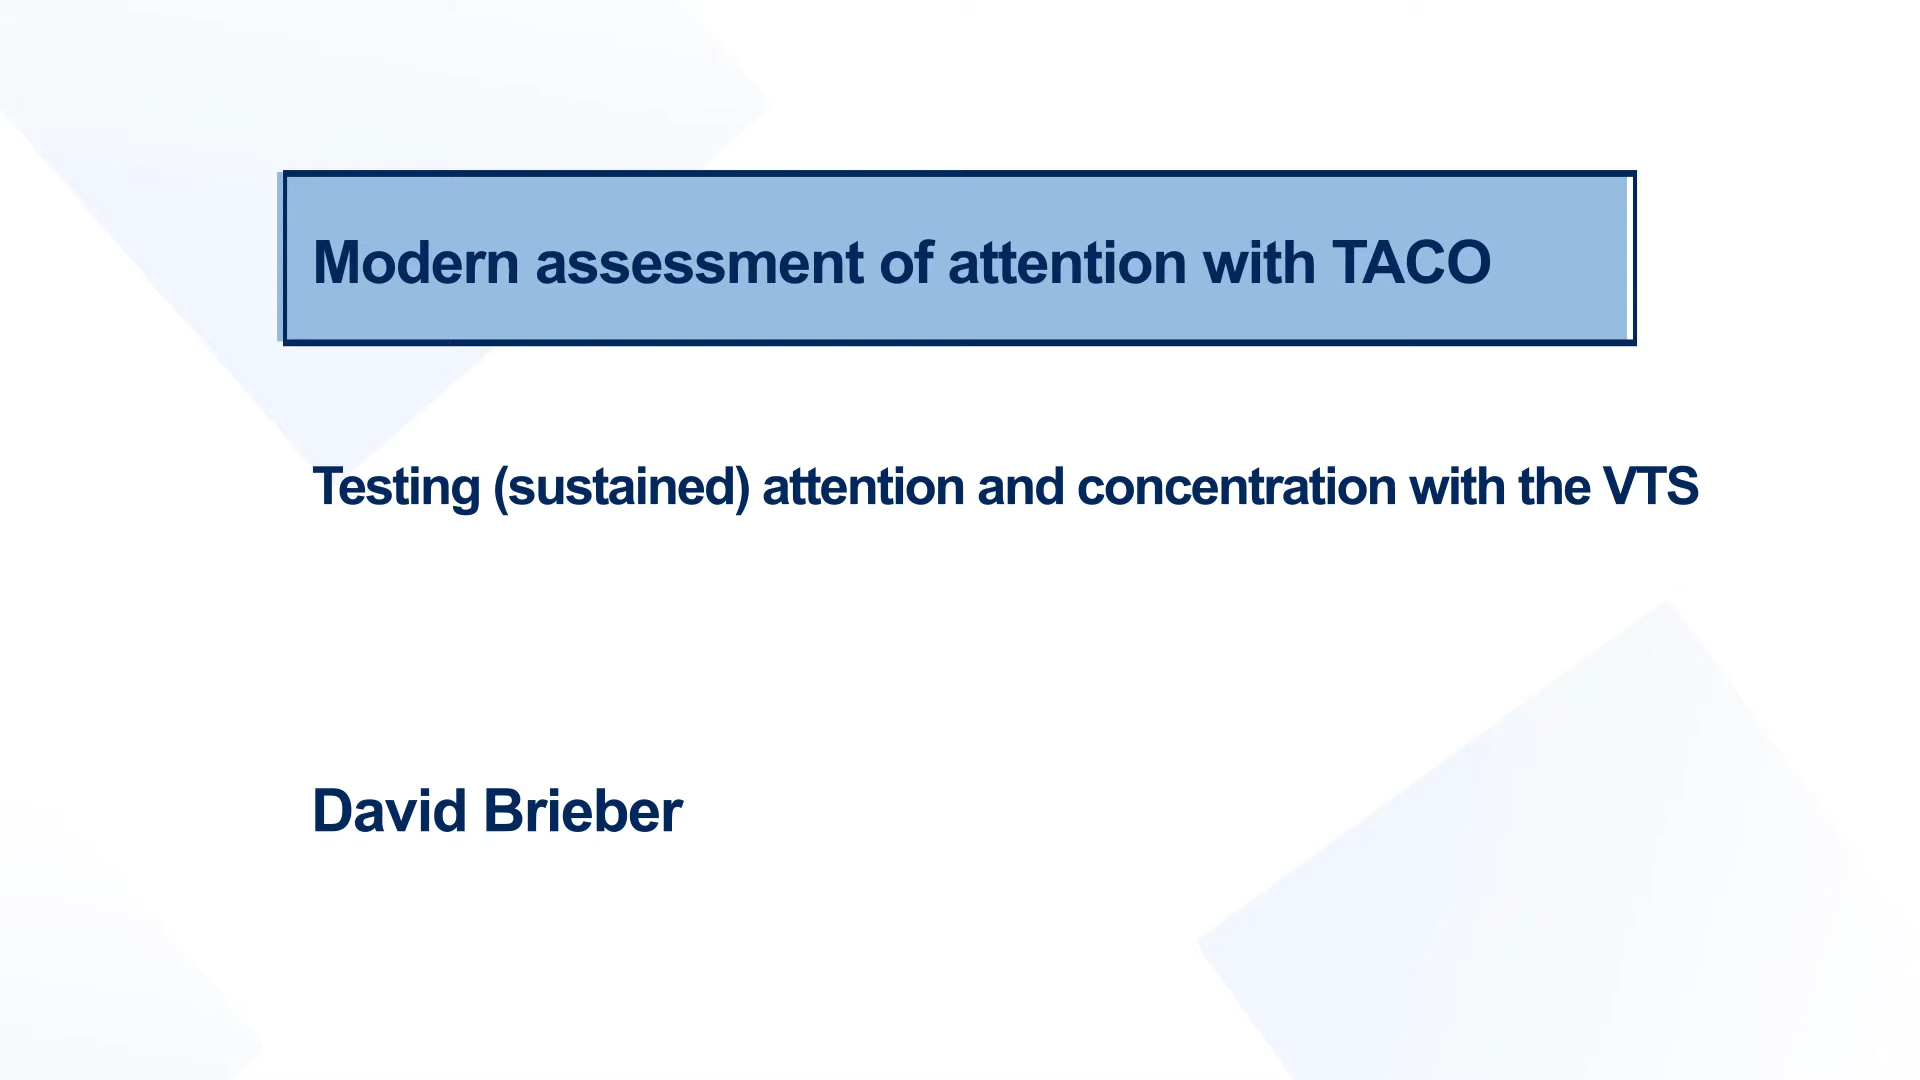 Modern assessment of attention with TACO
Testing (sustained) attention and concentration with the VTS
David Brieber